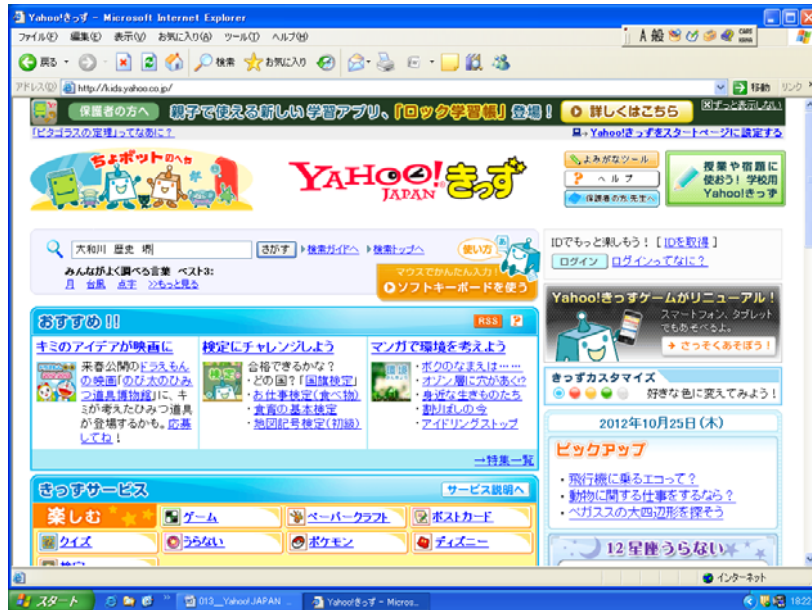 Yahoo!きっず - Microsoft Internet Explorer
ファイル(F) 編集(E) 表示(V) お気に入り(A) ツール(T) ヘルプ(H)
A 般
CAPS
KANA
戻る
検索
お気に入り
アドレス(D)
http://kids.yahoo.co.jp/
移動
リンク
保護者の方へ
親子で使える新しい学習アプリ、「ロック学習帳」登場!
詳しくはこちら
ずっと表示しない
「ピタゴラスの定理」ってなあに?
Yahoo!きっずをスタートページに設定する
ちょボットのへや
YAHOO!きっず
JAPAN
よみがなツール
ヘルプ
保護者の方・先生へ
授業や宿題に
使おう! 学校用
Yahoo!きっず
大和川 歴史 堺
さがす
検索ガイドへ
検索トップへ
使い方
みんながよく調べる言葉 ベスト3:
月 台風 点字 >>もっと見る
マウスでかんたん入力!
ソフトキーボードを使う
IDでもっと楽しもう! [ IDを取得 ]
ログイン ログインってなに?
Yahoo!きっずゲームがリニューアル!
スマートフォン、タブレット
でもあそべるよ。
さっそくあそぼう!
おすすめ!!
RSS
?
キミのアイデアが映画に
来春公開のドラえもん
の映画「のび太のひみ
つ道具博物館」に、キ
ミが考えたひみつ道具
が登場するかも。応募
してね!
検定にチャレンジしよう
検定
合格できるかな?
・どの国?「国旗検定」
・お仕事検定(食べ物)
・食育の基本検定
・地図記号検定(初級)
マンガで環境を考えよう
環境
・ボクのなまえは……
・オゾン層に穴があく!?
・身近な生きものたち
・割りばしの今
・アイドリングストップ
→特集一覧
きっずカスタマイズ
好きな色に変えてみよう!
2012年10月25日(木)
ピックアップ
・飛行機に乗るエコって?
・動物に関する仕事をするなら?
・ペガススの大四辺形を探そう
12星座うらない
きっずサービス
サービス説明へ
楽しむ
ゲーム
ペーパークラフト
ポストカード
クイズ
うらない
ポケモン
ディズニー
インターネット
スタート
013__Yahoo!JAPAN ...
Yahoo!きっず - Micros...
18:22